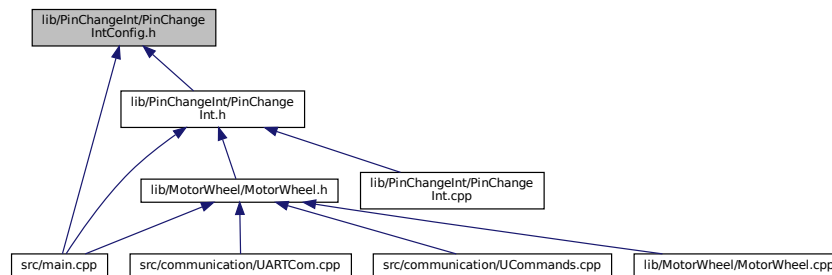 lib/PinChangeInt/PinChange
IntConfig.h
lib/PinChangeInt/PinChange
Int.h
lib/MotorWheel/MotorWheel.h
lib/PinChangeInt/PinChange
Int.cpp
src/main.cpp
src/communication/UARTCom.cpp
src/communication/UCommands.cpp
lib/MotorWheel/MotorWheel.cpp